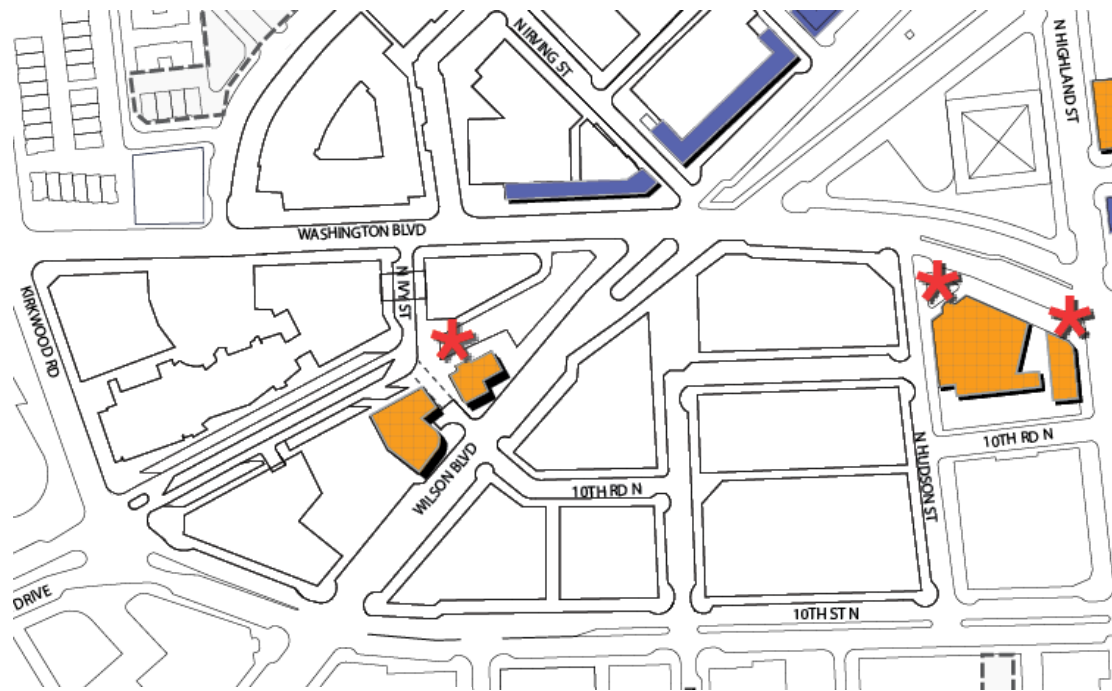 N IRVING ST
N HIGHLAND ST
WASHINGTON BLVD
N IVY ST
KIRKWOOD RD
WILSON BLVD
10TH RD N
N HUDSON ST
10TH RD N
DRIVE
10TH ST N